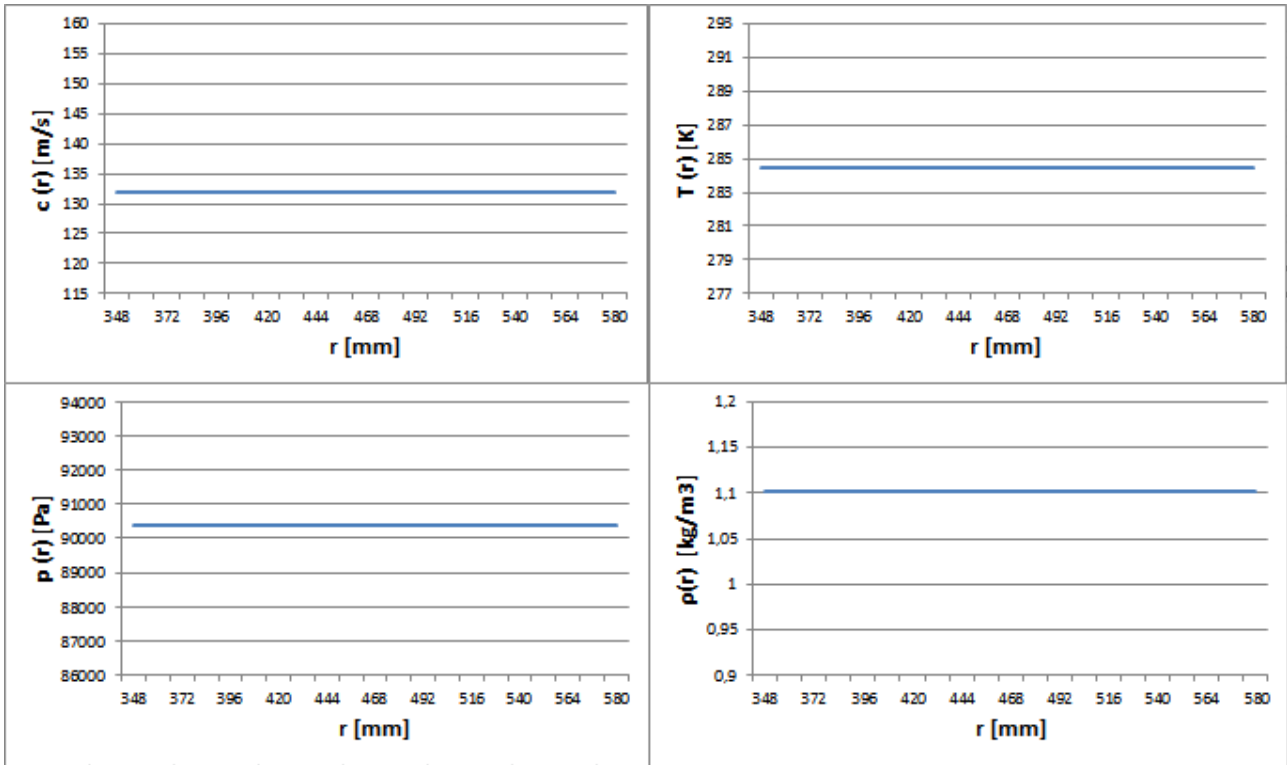 c (r) [m/s]
160
155
150
145
140
135
130
125
120
115
348 372 396 420 444 468 492 516 540 564 580
r [mm]
T (r) [K]
293
291
289
287
285
283
281
279
277
348 372 396 420 444 468 492 516 540 564 580
r [mm]
p (r) [Pa]
94000
93000
92000
91000
90000
89000
88000
87000
86000
348 372 396 420 444 468 492 516 540 564 580
r [mm]
ρ(r) [kg/m3]
1,2
1,15
1,1
1,05
1
0,95
0,9
348 372 396 420 444 468 492 516 540 564 580
r [mm]